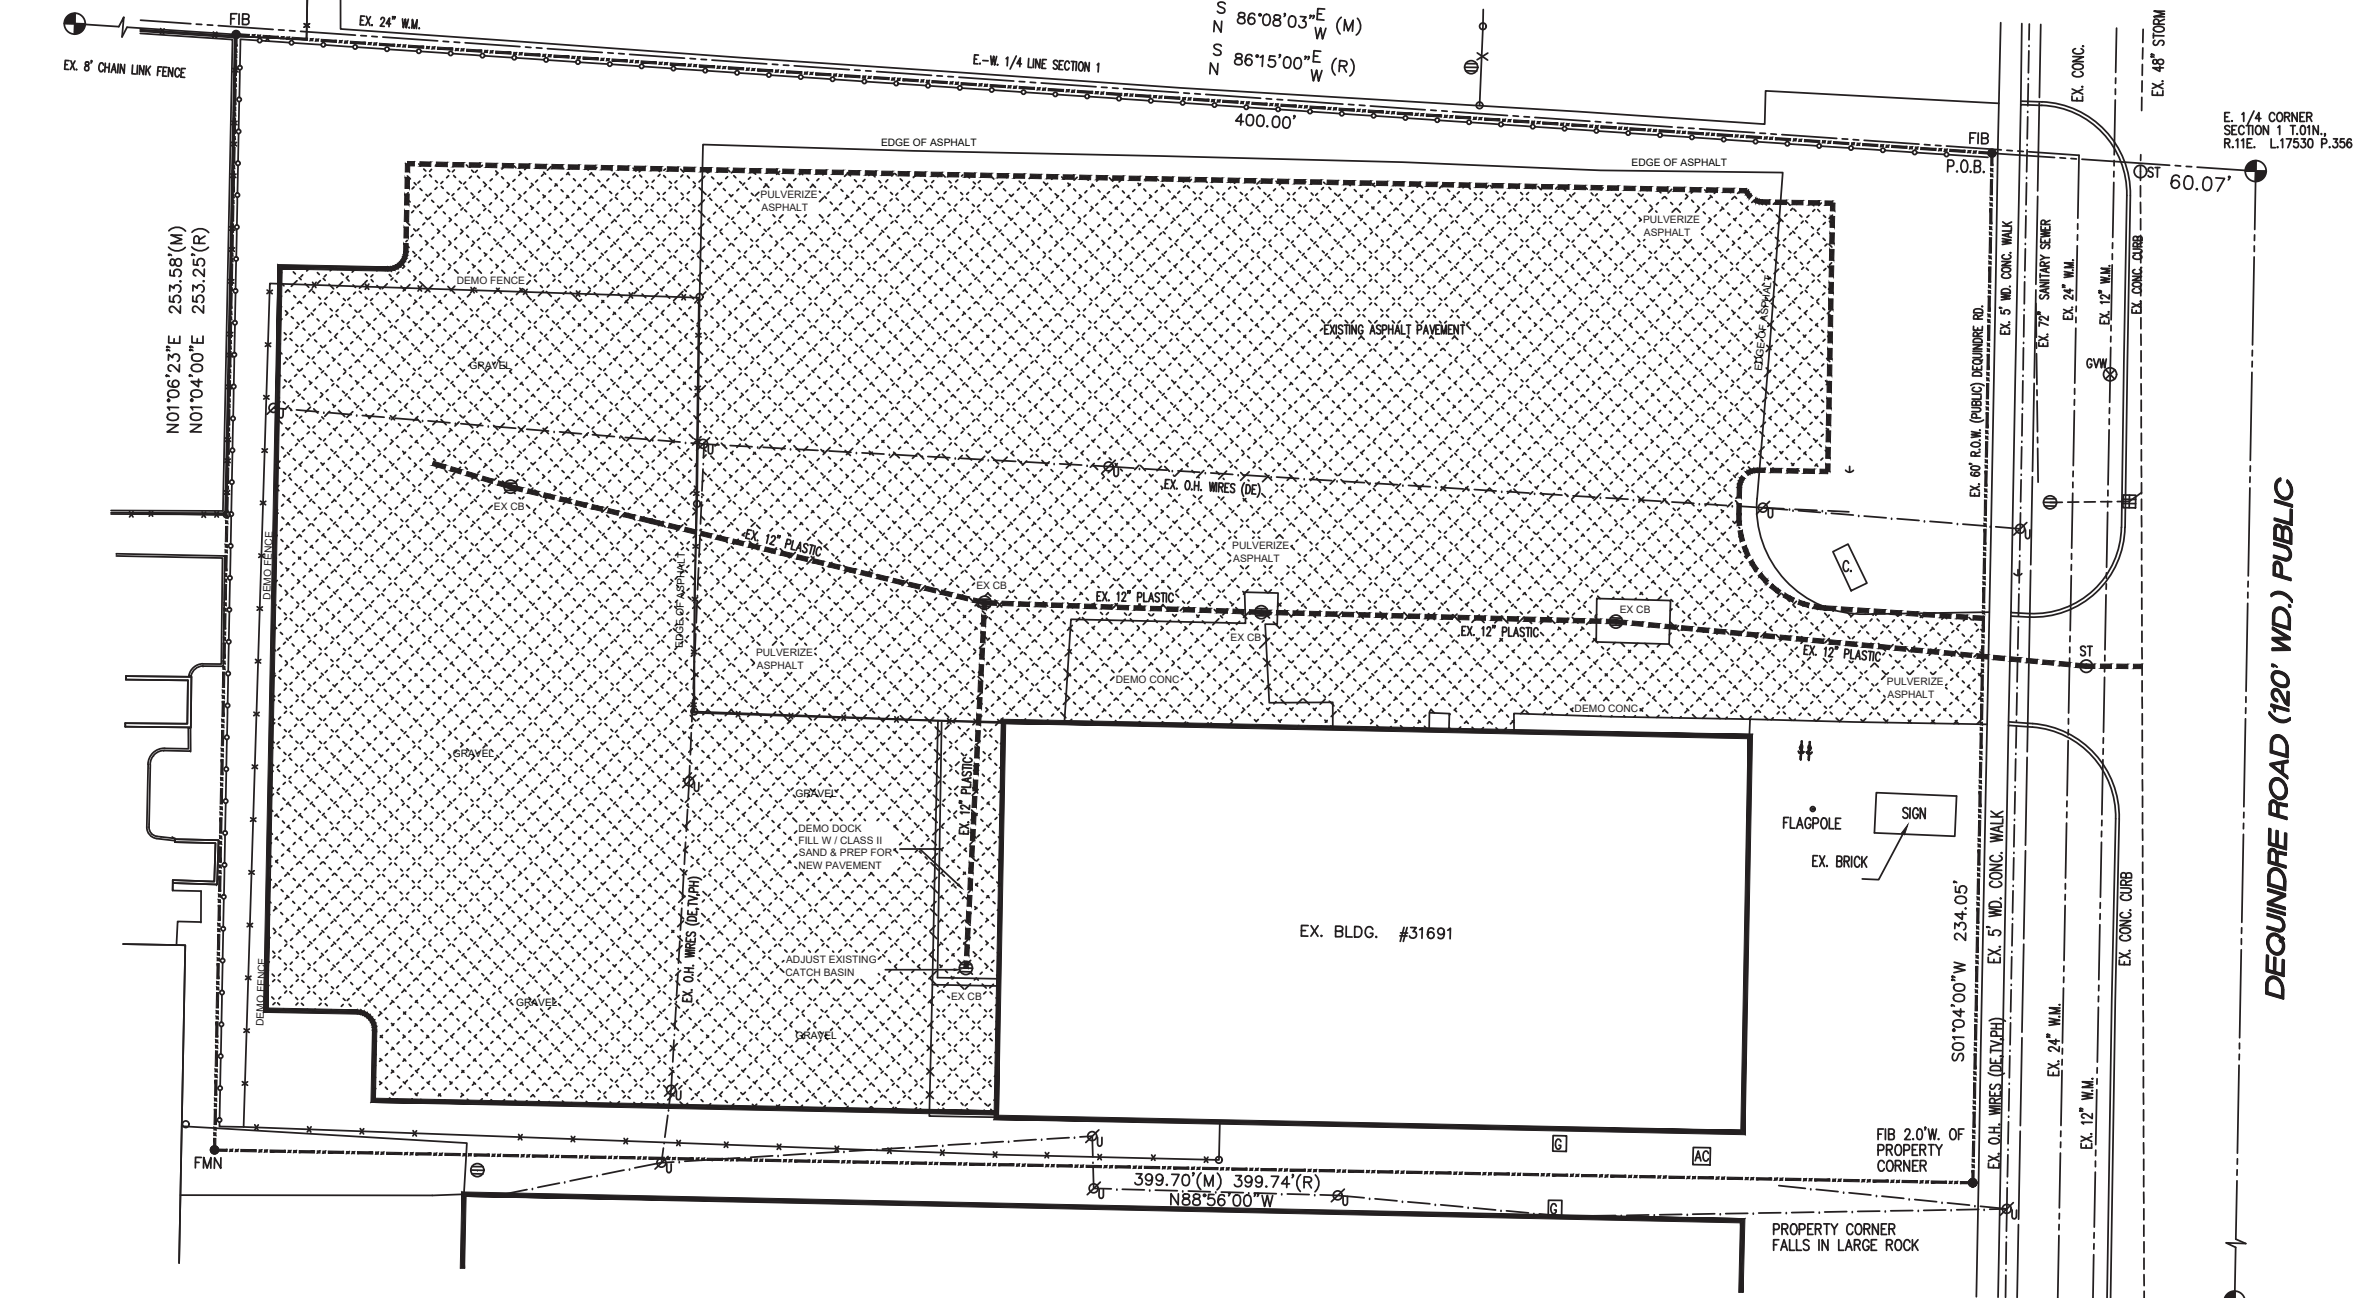 FIB
EX. 24" W.M.
EX. 8' CHAIN LINK FENCE
E.-W. 1/4 LINE SECTION 1
S 86°08'03"E
N W (M)
S 86°15'00"E
N W (R)
400.00'
FIB
P.O.B.
EX. CONC.
EX. 48" STORM
E. 1/4 CORNER
SECTION 1 T.01N.,
R.11E. L.17530 P.356
ST
60.07'
N01°06'23"E 253.58'(M)
N01°04'00"E 253.25'(R)
EDGE OF ASPHALT
EDGE OF ASPHALT
PULVERIZE
ASPHALT
PULVERIZE
ASPHALT
DEMO FENCE
EXISTING ASPHALT PAVEMENT
EDGE OF ASPHALT
GRAVEL
EX. 60' R.O.W. (PUBLIC) DEQUINDRE RD.
EX. 5' WD. CONC. WALK
EX. 72" SANITARY SEWER
EX. 24" W.M.
EX. 12" W.M.
EX. CONC. CURB
GVW
U
U
U
EX. O.H. WIRES (DE)
U
U
EX CB
EX. 12" PLASTIC
DEMO FENCE
EDGE OF ASPHALT
PULVERIZE
ASPHALT
C.
EX CB
EX. 12" PLASTIC
EX CB
EX CB
EX. 12" PLASTIC
EX. 12" PLASTIC
ST
PULVERIZE
ASPHALT
DEMO CONC
PULVERIZE
ASPHALT
DEMO CONC
GRAVEL
U
GRAVEL
EX. 12" PLASTIC
DEMO DOCK
FILL W / CLASS II
SAND & PREP FOR
NEW PAVEMENT
FLAGPOLE
SIGN
EX. BRICK
EX. BLDG. #31691
EX. O.H. WIRES (DE,TV,PH)
ADJUST EXISTING
CATCH BASIN
EX CB
DEMO FENCE
GRAVEL
GRAVEL
U
S01°04'00"W 234.05'
EX. 5' WD. CONC. WALK
EX. O.H. WIRES (DE,TV,PH)
EX. 24" W.M.
EX. 12" W.M.
EX. CONC. CURB
DEQUINDRE ROAD (120' WD.) PUBLIC
FMN
U
U
G
AC
FIB 2.0'W. OF
PROPERTY
CORNER
399.70'(M) 399.74'(R)
N88°56'00"W
U
U
G
U
PROPERTY CORNER
FALLS IN LARGE ROCK